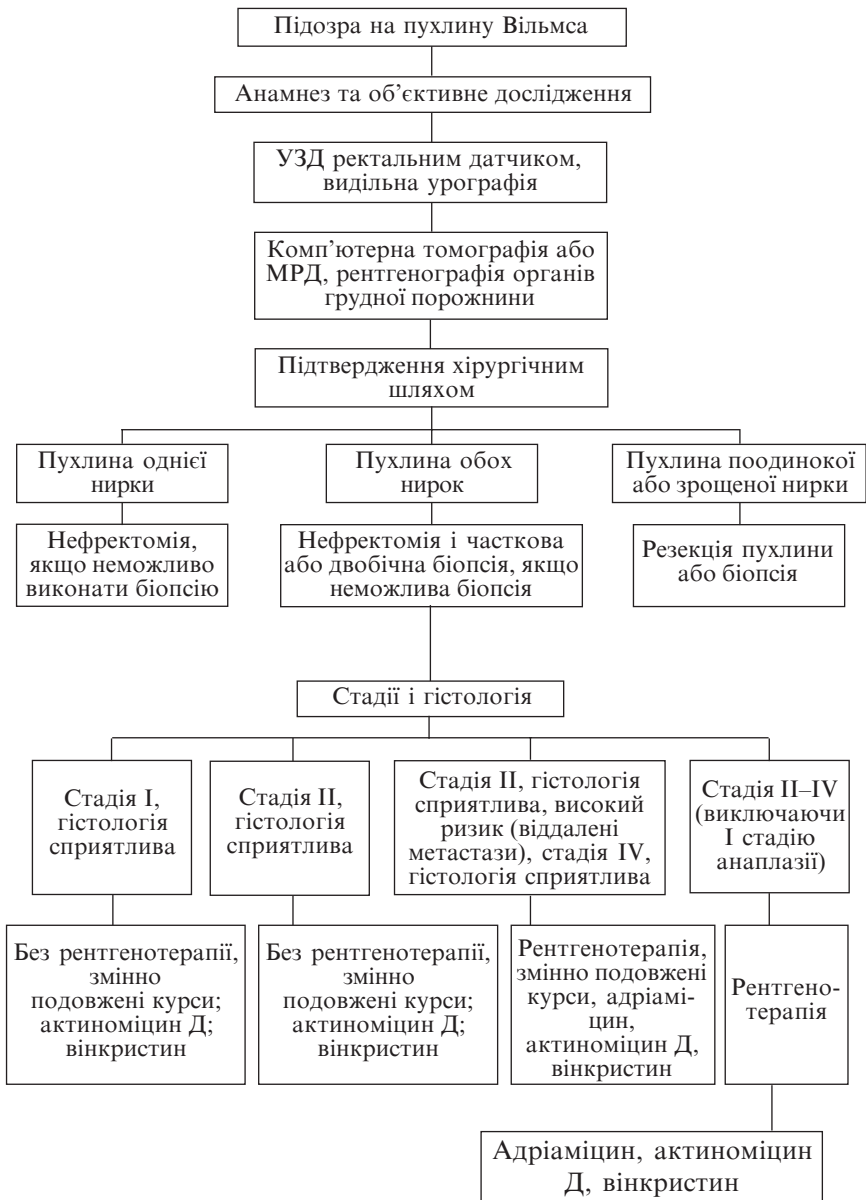 Підозра на пухлину Вільмса
Анамнез та об’єктивне дослідження
УЗД ректальним датчиком,
видільна урографія
Комп’ютерна томографія або
МРД, рентгенографія органів
грудної порожнини
Підтвердження хірургічним
шляхом
Пухлина однієї
нирки
Пухлина обох
нирок
Пухлина поодинокої
або зрощеної нирки
Нефректомія,
якщо неможливо
виконати біопсію
Нефректомія і часткова
або двобічна біопсія, якщо
неможлива біопсія
Резекція пухлини
або біопсія
Стадії і гістологія
Стадія I,
гістологія
сприятлива
Стадія II,
гістологія
сприятлива
Стадія II, гістологія
сприятлива, високий
ризик (віддалені
метастази), стадія IV,
гістологія сприятлива
Стадія II–IV
(виключаючи
I стадію
анаплазії)
Без рентгенотерапії,
змінно
подовжені курси;
актиноміцин Д;
вінкристин
Без рентгенотерапії,
змінно
подовжені курси;
актиноміцин Д;
вінкристин
Рентгенотерапія,
змінно подовжені
курси, адріамі-
цин,
актиноміцин Д,
вінкристин
Рентгено-
терапія
Адріаміцин, актиноміцин
Д, вінкристин